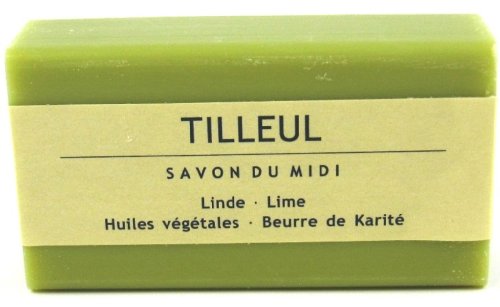 TILLEUL
SAVON DU MIDI
Linde · Lime
Huiles végétales · Beurre de Karité